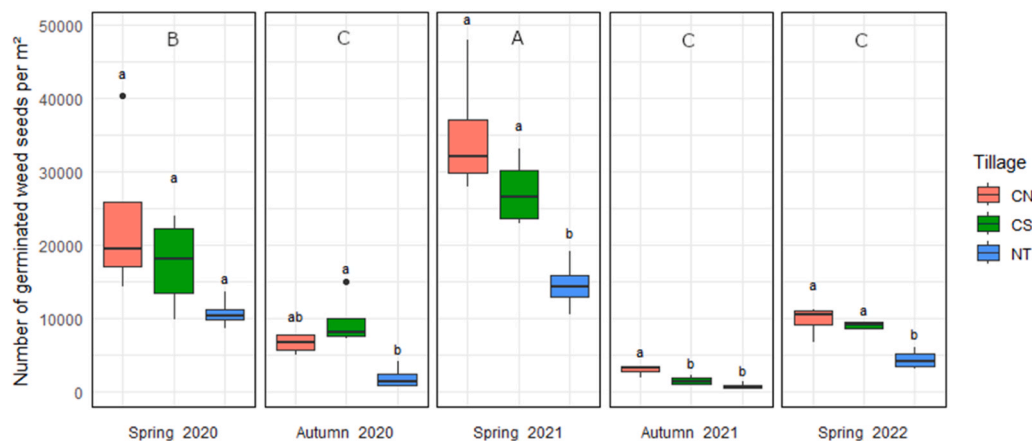 Number of germinated weed seeds per m²
50000
40000
30000
20000
10000
0
B
a
a
a
Spring 2020
C
ab
a
b
Autumn 2020
A
a
a
b
Spring 2021
C
a
b
b
Autumn 2021
C
a
a
b
Spring 2022
Tillage
CN
CS
NT